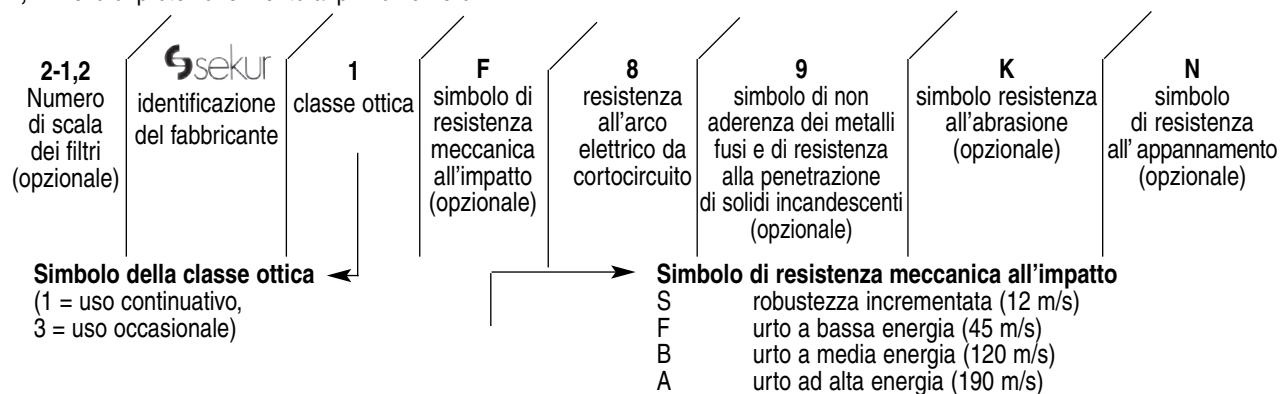 2-1,2
Numero
di scala
dei filtri
(opzionale)
sekur
identificazione
del fabbricante
1
classe ottica
F
simbolo di
resistenza
meccanica
all'impatto
(opzionale)
8
resistenza
all'arco
elettrico da
cortocircuito
9
simbolo di non
aderenza dei metalli
fusi e di resistenza
alla penetrazione
di solidi incandescenti
(opzionale)
K
simbolo resistenza
all'abrasione
(opzionale)
N
simbolo
di resistenza
all' appannamento
(opzionale)
Simbolo della classe ottica
(1 = uso continuativo,
3 = uso occasionale)
Simbolo di resistenza meccanica all'impatto
S robustezza incrementata (12 m/s)
F urto a bassa energia (45 m/s)
B urto a media energia (120 m/s)
A urto ad alta energia (190 m/s)